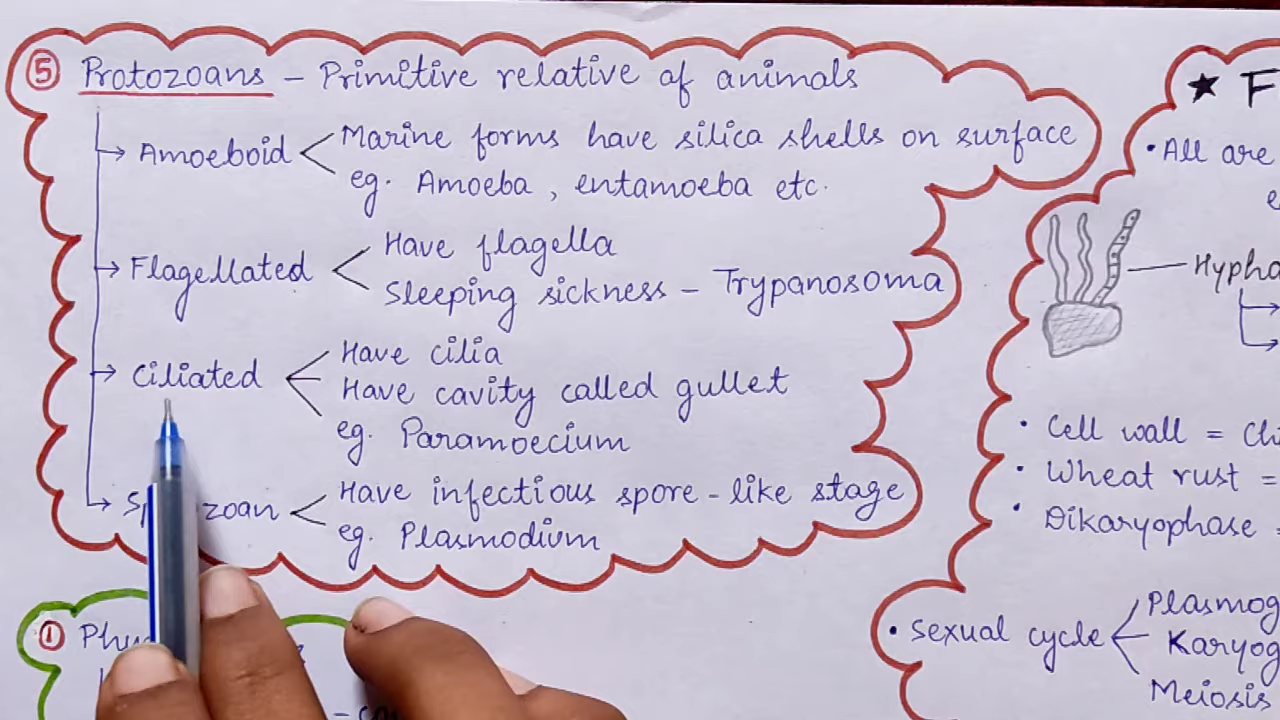 ⑤ Protozoans – Primitive relative of animals
→ Amoeboid
Marine forms have silica shells on surface
eg. Amoeba, entamoeba etc.
→ Flagellated
Have flagella
Sleeping sickness – Trypanosoma
→ Ciliated
Have cilia
Have cavity called gullet
eg. Paramoecium
→ Sp zoan
Have infectious spore-like stage
eg. Plasmodium
①
★ F
• All are
Hypha
• Cell wall = Chi
• Wheat rust =
• Dikaryophase =
• Sexual cycle
Plasmog
Karyog
Meiosis